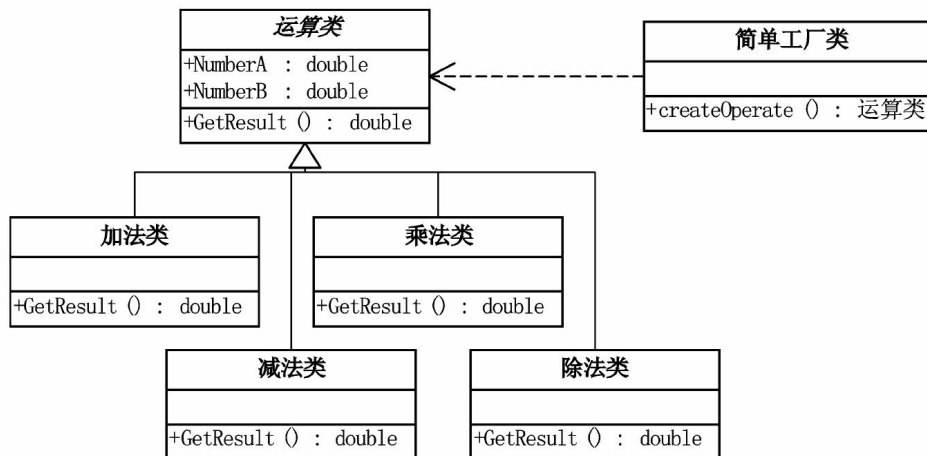 运算类
+NumberA : double
+NumberB : double
+GetResult () : double
简单工厂类
+createOperate () : 运算类
加法类
+GetResult () : double
乘法类
+GetResult () : double
减法类
+GetResult () : double
除法类
+GetResult () : double